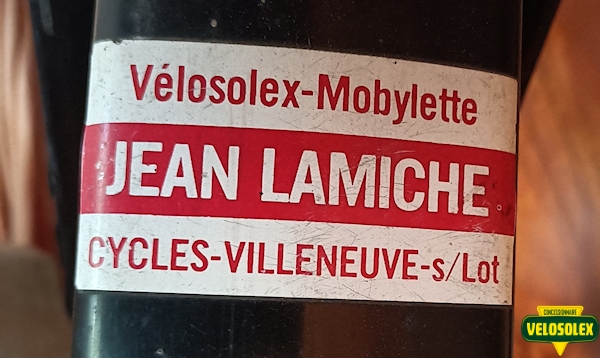 Vélosolex-Mobylette
JEAN LAMICHE
CYCLES-VILLENEUVE-s/Lot
CONCESSIONNAIRE
VELOSOLEX